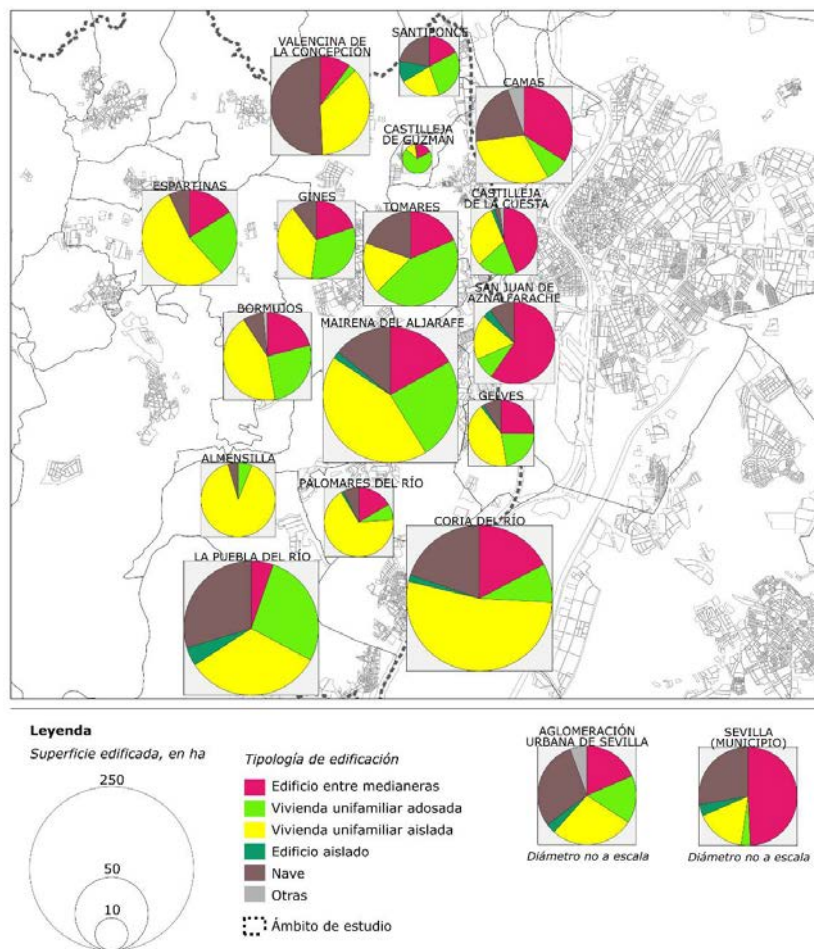 SANTIPONCE
VALENCINA DE
LA CONCEPCIÓN
CAMAS
CASTILLEJA
DE GUZMÁN
ESPARTINAS
GINES
TOMARES
CASTILLEJA
DE LA CUESTA
SAN JUAN DE
AZNALFARACHE
BORMUJOS
MAIRENA DEL ALJARAFE
GELVES
ALMENSILLA
PALOMARES DEL RÍO
CORIA DEL RÍO
LA PUEBLA DEL RÍO
Leyenda
Superficie edificada, en ha
250
50
10
Tipología de edificación
Edificio entre medianeras
Vivienda unifamiliar adosada
Vivienda unifamiliar aislada
Edificio aislado
Nave
Otras
Ámbito de estudio
AGLOMERACIÓN
URBANA DE SEVILLA
Diámetro no a escala
SEVILLA
(MUNICIPIO)
Diámetro no a escala